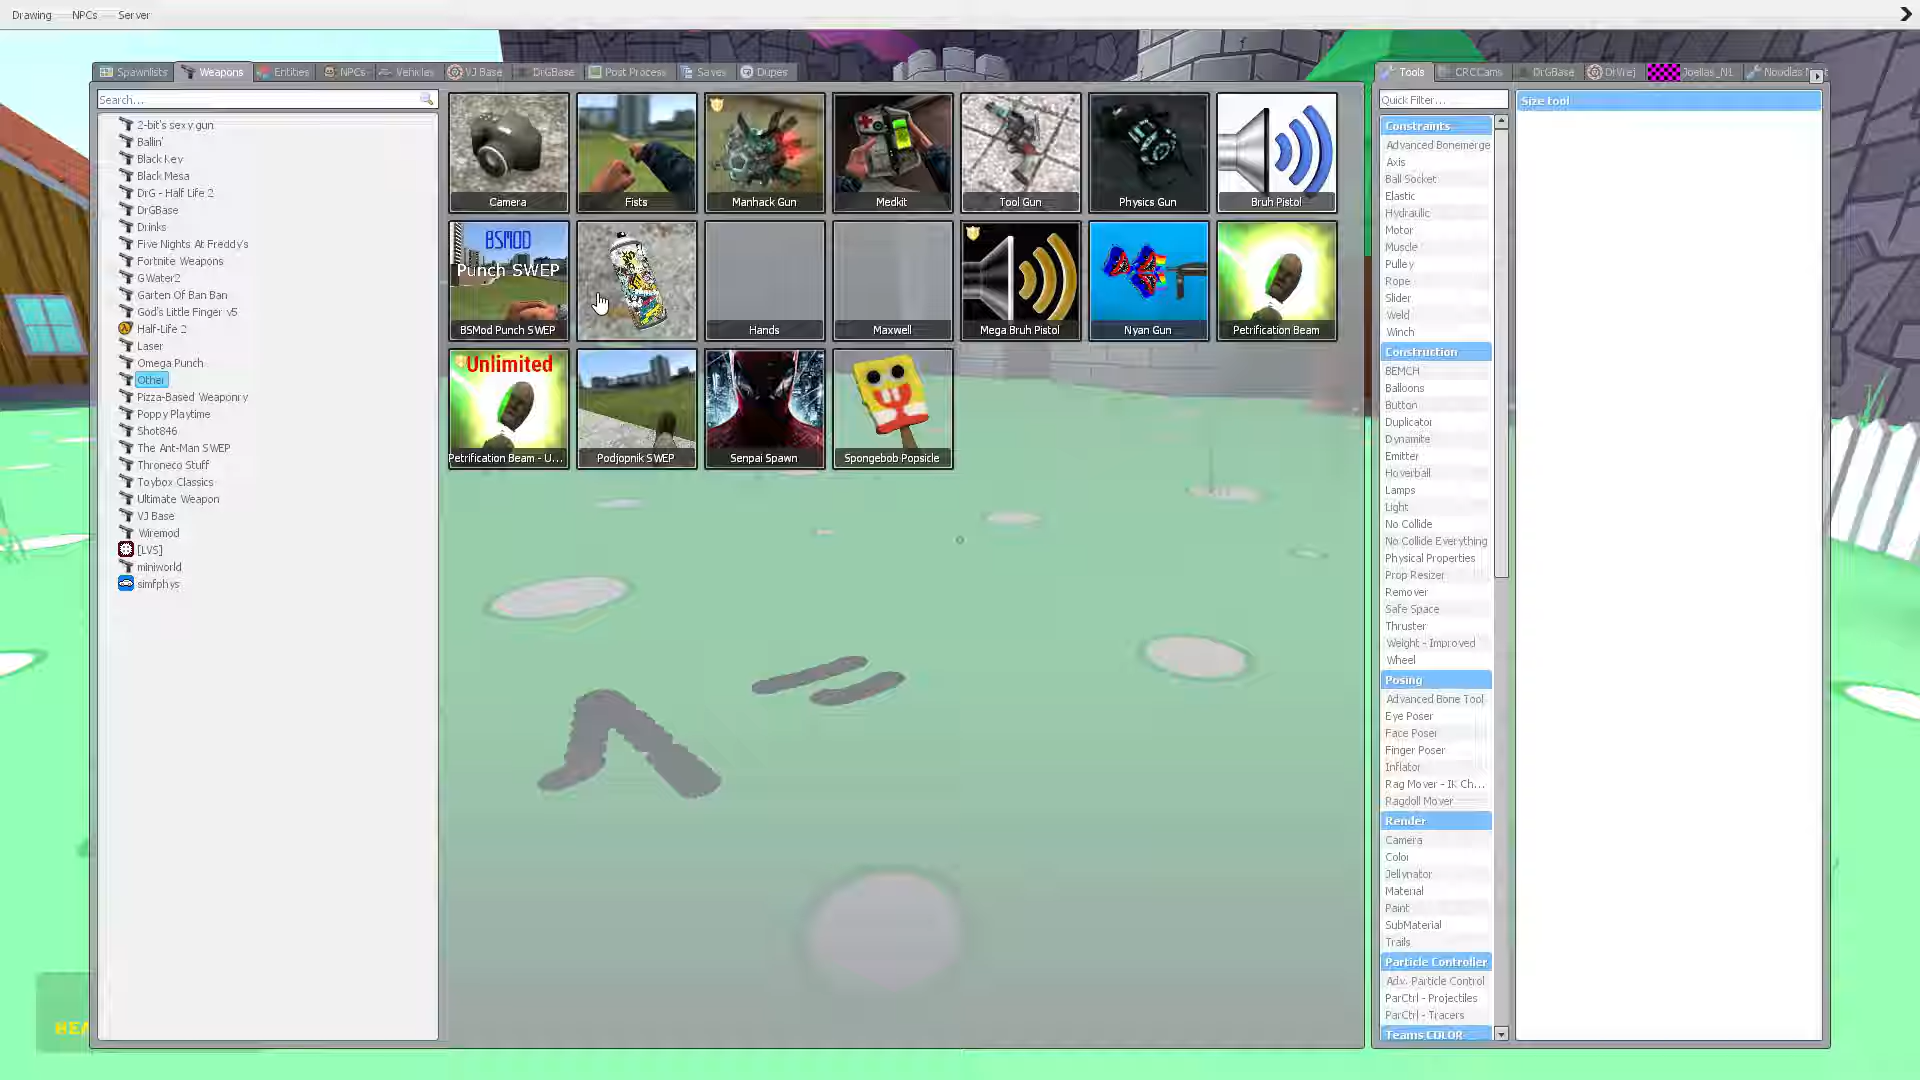 Drawing NPCs Server
Spawnlists Weapons Entities NPCs Vehicles VJ Base DrGBase Post Process Saves Dupes
Search...
2-bit's sexy gun
Ballin'
Black Key
Black Mesa
DrG - Half Life 2
DrGBase
Drinks
Five Nights At Freddy's
Fortnite Weapons
GWater2
Garten Of Ban Ban
God's Little Finger v5
Half-Life 2
Laser
Omega Punch
Other
Pizza-Based Weaponry
Poppy Playtime
Shot846
The Ant-Man SWEP
Throneco Stuff
Toybox Classics
Ultimate Weapon
VJ Base
Wiremod
[LVS]
miniworld
simfphys
Camera Fists Manhack Gun Medkit Tool Gun Physics Gun Bruh Pistol
BSMOD
Punch SWEP
BSMod Punch SWEP Hands Maxwell Mega Bruh Pistol Nyan Gun Petrification Beam
Unlimited
Petrification Beam - U... Podjopnik SWEP Senpai Spawn Spongebob Popsicle
Tools CRCCams DrGBase DrVrej Joellas_N1
Quick Filter...
Constraints
Advanced Bonemerge
Axis
Ball Socket
Elastic
Hydraulic
Motor
Muscle
Pulley
Rope
Slider
Weld
Winch
Construction
BEMCH
Balloons
Button
Duplicator
Dynamite
Emitter
Hoverball
Lamps
Light
No Collide
No Collide Everything
Physical Properties
Prop Resizer
Remover
Safe Space
Thruster
Weight - Improved
Wheel
Posing
Advanced Bone Tool
Eye Poser
Face Poser
Finger Poser
Inflator
Rag Mover - IK Ch...
Ragdoll Mover
Render
Camera
Color
Jellynator
Material
Paint
SubMaterial
Trails
Particle Controller
Adv. Particle Control
ParCtrl - Projectiles
ParCtrl - Tracers
Teams COLOR
Size tool